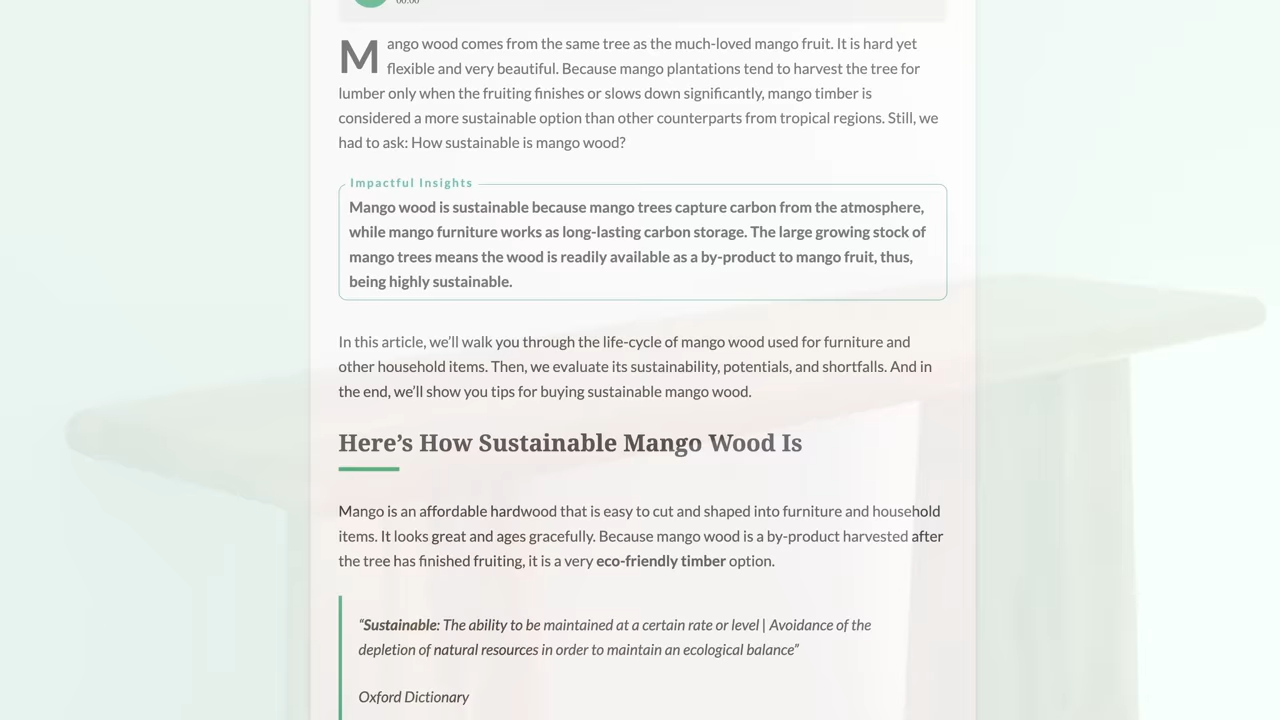 00:00
Mango wood comes from the same tree as the much-loved mango fruit. It is hard yet
flexible and very beautiful. Because mango plantations tend to harvest the tree for
lumber only when the fruiting finishes or slows down significantly, mango timber is
considered a more sustainable option than other counterparts from tropical regions. Still, we
had to ask: How sustainable is mango wood?
Impactful Insights
Mango wood is sustainable because mango trees capture carbon from the atmosphere,
while mango furniture works as long-lasting carbon storage. The large growing stock of
mango trees means the wood is readily available as a by-product to mango fruit, thus,
being highly sustainable.
In this article, we’ll walk you through the life-cycle of mango wood used for furniture and
other household items. Then, we evaluate its sustainability, potentials, and shortfalls. And in
the end, we’ll show you tips for buying sustainable mango wood.
Here’s How Sustainable Mango Wood Is
Mango is an affordable hardwood that is easy to cut and shaped into furniture and household
items. It looks great and ages gracefully. Because mango wood is a by-product harvested after
the tree has finished fruiting, it is a very eco-friendly timber option.
“Sustainable: The ability to be maintained at a certain rate or level | Avoidance of the
depletion of natural resources in order to maintain an ecological balance”
Oxford Dictionary